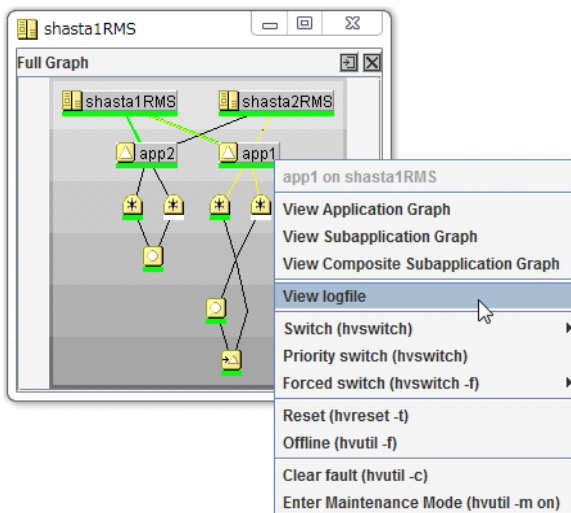 shasta1RMS
Full Graph
shasta1RMS
shasta2RMS
app2
app1
app1 on shasta1RMS
View Application Graph
View Subapplication Graph
View Composite Subapplication Graph
View logfile
Switch (hvswitch)
Priority switch (hvswitch)
Forced switch (hvswitch -f)
Reset (hvreset -t)
Offline (hvutil -f)
Clear fault (hvutil -c)
Enter Maintenance Mode (hvutil -m on)